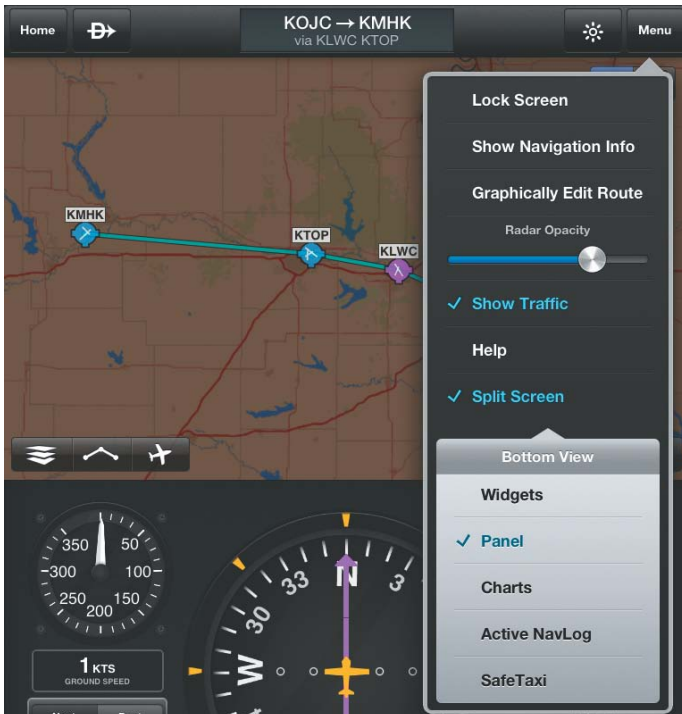 Home
D
KOJC → KMHK
via KLWC KTOP
Menu
Lock Screen
Show Navigation Info
Graphically Edit Route
Radar Opacity
Show Traffic
Help
Split Screen
Bottom View
Widgets
Panel
Charts
Active NavLog
SafeTaxi
KMHK
KTOP
KLWC
350 50
300 100
250 150
200
1 KTS
GROUND SPEED
33 N 3
30
W